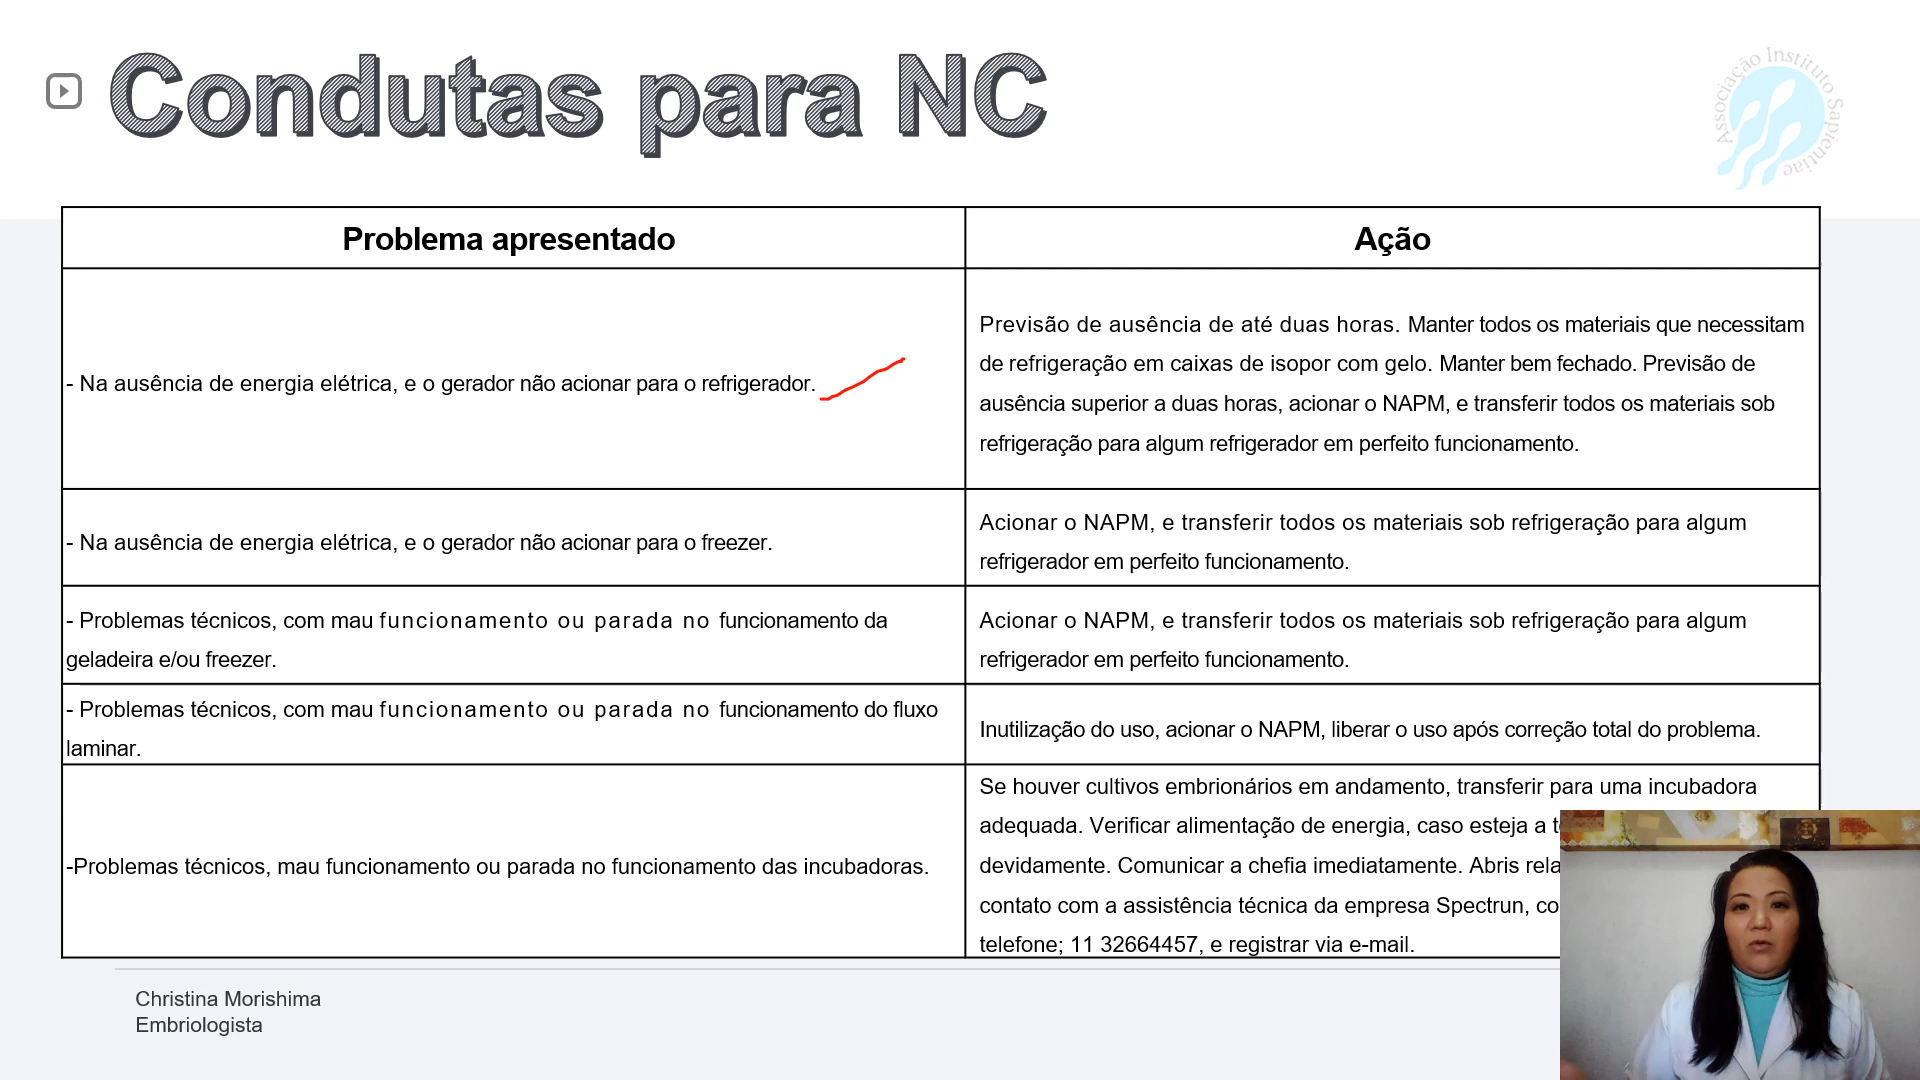 Condutas para NC
Associação Instituto Sapientiae
Problema apresentado
Ação
- Na ausência de energia elétrica, e o gerador não acionar para o refrigerador.
Previsão de ausência de até duas horas. Manter todos os materiais que necessitam
de refrigeração em caixas de isopor com gelo. Manter bem fechado. Previsão de
ausência superior a duas horas, acionar o NAPM, e transferir todos os materiais sob
refrigeração para algum refrigerador em perfeito funcionamento.
- Na ausência de energia elétrica, e o gerador não acionar para o freezer.
Acionar o NAPM, e transferir todos os materiais sob refrigeração para algum
refrigerador em perfeito funcionamento.
- Problemas técnicos, com mau funcionamento ou parada no funcionamento da
geladeira e/ou freezer.
Acionar o NAPM, e transferir todos os materiais sob refrigeração para algum
refrigerador em perfeito funcionamento.
- Problemas técnicos, com mau funcionamento ou parada no funcionamento do fluxo
laminar.
Inutilização do uso, acionar o NAPM, liberar o uso após correção total do problema.
-Problemas técnicos, mau funcionamento ou parada no funcionamento das incubadoras.
Se houver cultivos embrionários em andamento, transferir para uma incubadora
adequada. Verificar alimentação de energia, caso esteja a
devidamente. Comunicar a chefia imediatamente. Abris
contato com a assistência técnica da empresa Spectrun,
telefone; 11 32664457, e registrar via e-mail.
Christina Morishima
Embriologista